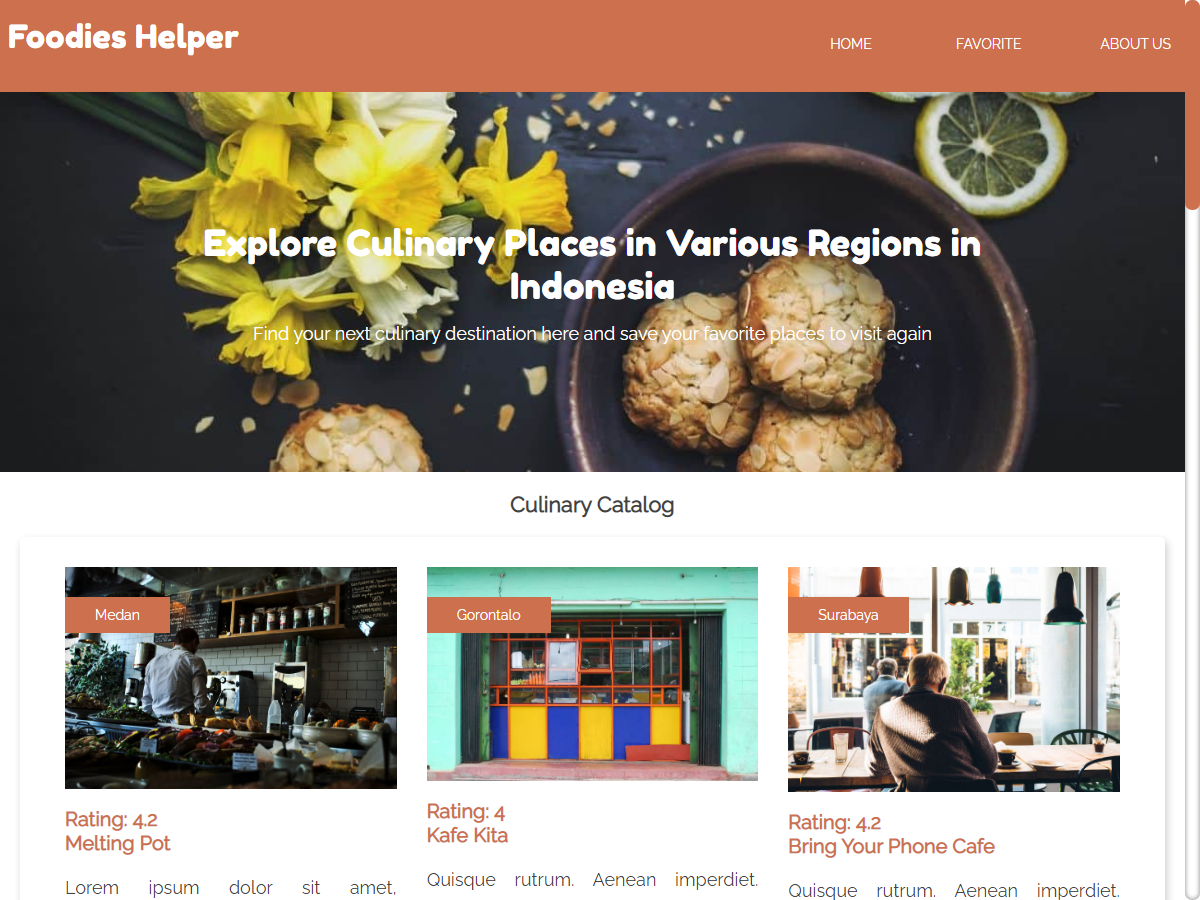 Foodies Helper
HOME
FAVORITE
ABOUT US
Explore Culinary Places in Various Regions in
Indonesia
Find your next culinary destination here and save your favorite places to visit again
Culinary Catalog
Medan
Rating: 4.2
Melting Pot
Lorem ipsum dolor sit amet,
Gorontalo
Rating: 4
Kafe Kita
Quisque rutrum. Aenean imperdiet.
Surabaya
Rating: 4.2
Bring Your Phone Cafe
Quisque rutrum. Aenean imperdiet.